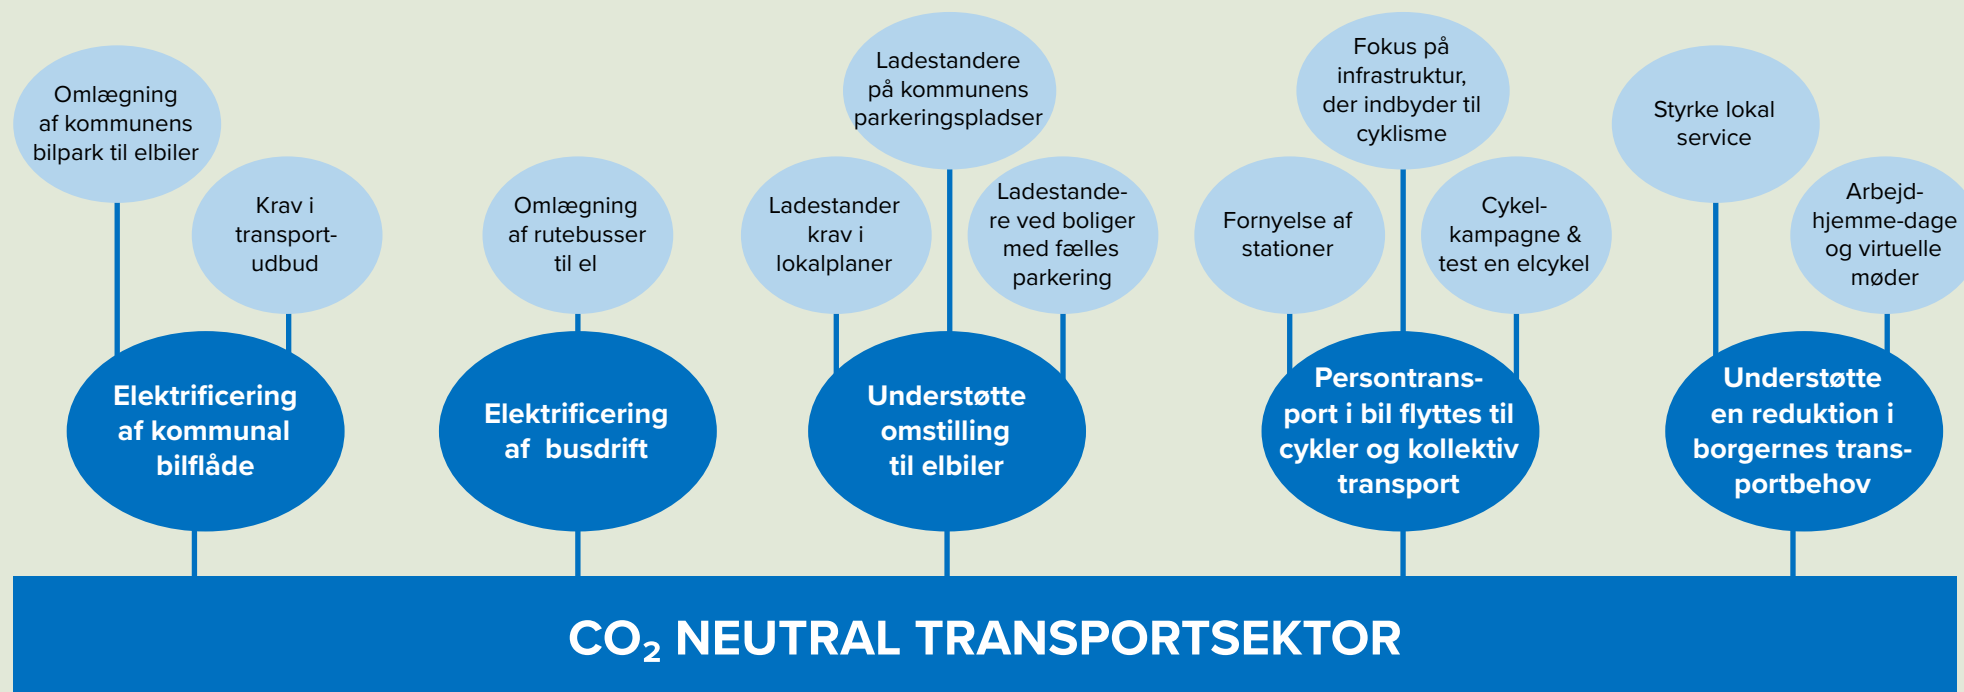 Omlægning
af kommunens
bilpark til elbiler
Krav i
transport-
udbud
Elektrificering
af kommunal
bilflåde
Omlægning
af rutebusser
til el
Elektrificering
af busdrift
Ladestander
krav i
lokalplaner
Ladestandere
på kommunens
parkeringspladser
Ladestande-
re ved boliger
med fælles
parkering
Understøtte
omstilling
til elbiler
Fornyelse af
stationer
Fokus på
infrastruktur,
der indbyder til
cyklisme
Cykel-
kampagne &
test en elcykel
Persontrans-
port i bil flyttes til
cykler og kollektiv
transport
Styrke lokal
service
Arbejd-
hjemme-dage
og virtuelle
møder
Understøtte
en reduktion i
borgernes trans-
portbehov
CO₂ NEUTRAL TRANSPORTSEKTOR